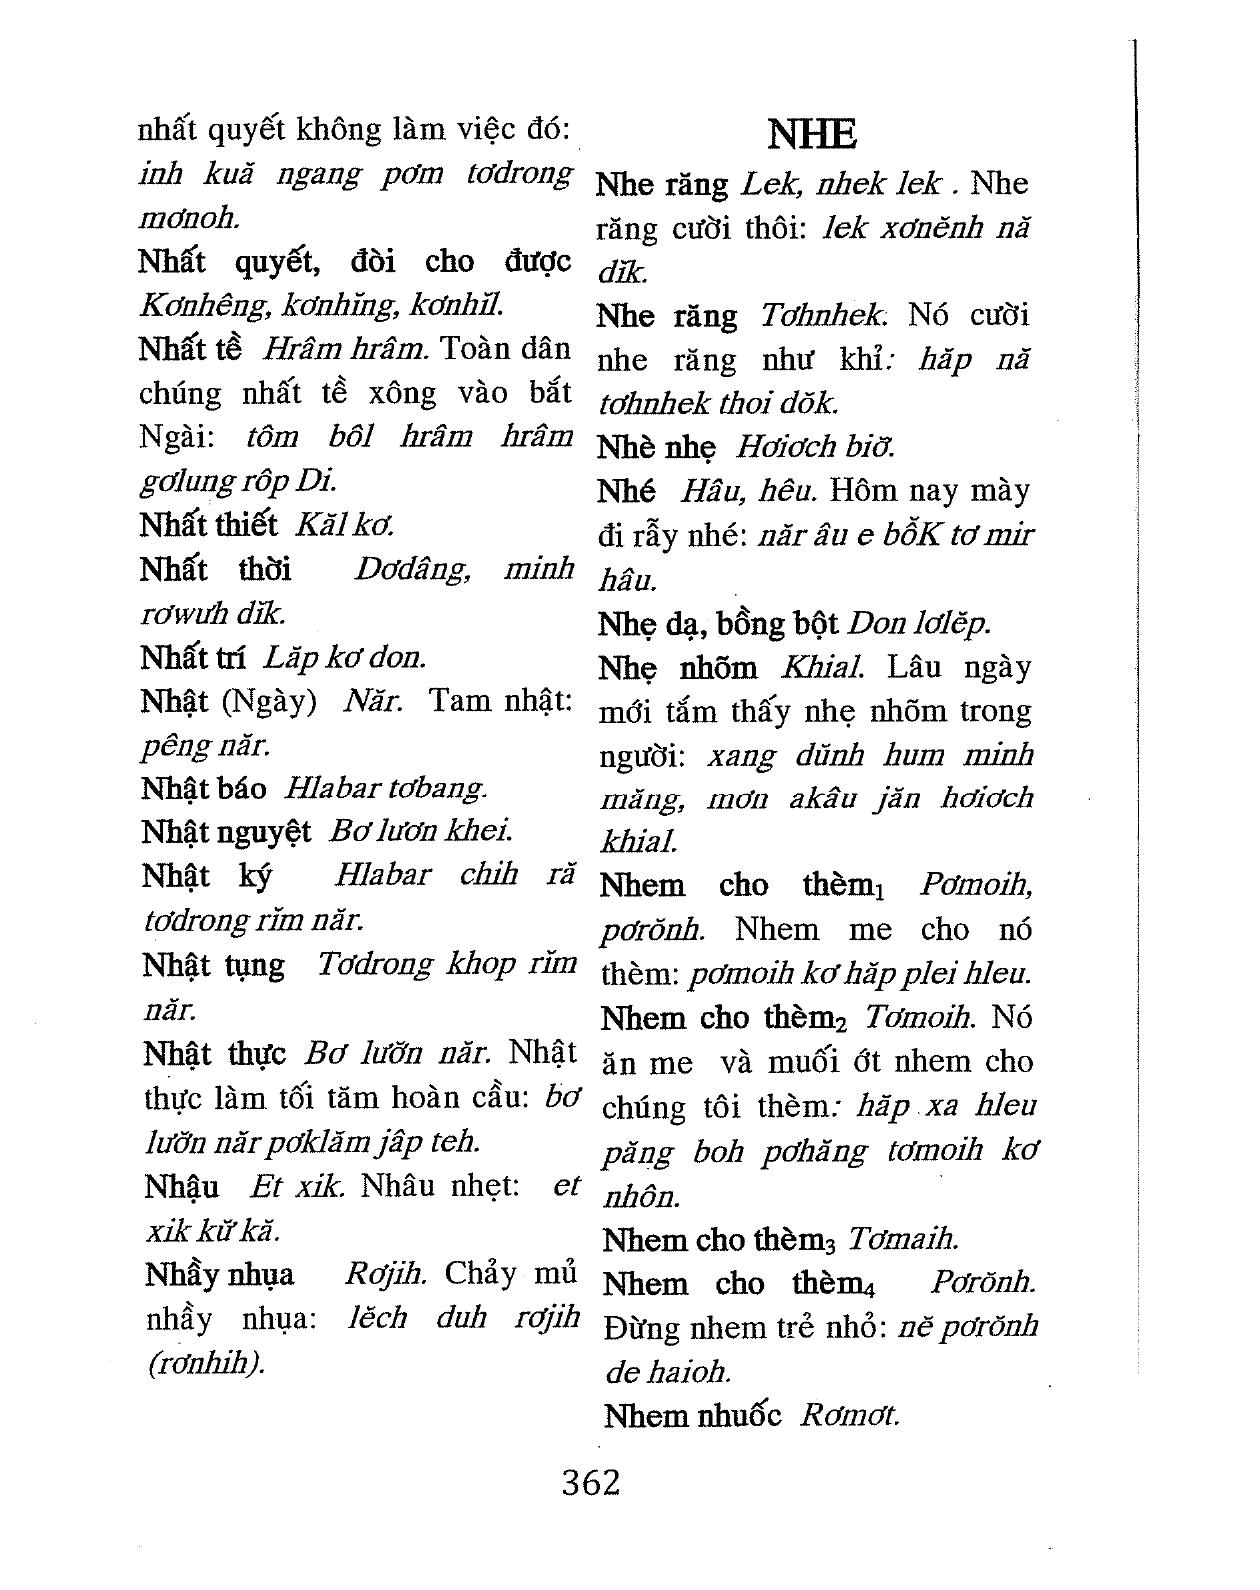 nhất quyết không làm việc đó:
inh kuă ngang pơm tơdrong
mơnoh.
Nhất quyết, đòi cho được
Kơnhêng, kơnhĭng, kơnhĭl.
Nhất tề Hrâm hrâm. Toàn dân
chúng nhất tề xông vào bắt
Ngài: tôm bôl hrâm hrâm
gơlung rôp Di.
Nhất thiết Kăl kơ.
Nhất thời Dơdâng, minh
rơwưh dĭk.
Nhất trí Lăp kơ don.
Nhật (Ngày) Năr. Tam nhật:
pêng năr.
Nhật báo Hlabar tơbang.
Nhật nguyệt Bơ lươn khei.
Nhật ký Hlabar chih ră
tơdrong rĭm năr.
Nhật tụng Tơdrong khop rĭm
năr.
Nhật thực Bơ lươ̆n năr. Nhật
thực làm tối tăm hoàn cầu: bơ
lươ̆n năr pơklăm jâp teh.
Nhậu Et xik. Nhâu nhẹt: et
xik kư̆ kă.
Nhầy nhụa Rơjih. Chảy mủ
nhầy nhụa: lĕch duh rơjih
(rơnhih).
NHE
Nhe răng Lek, nhek lek . Nhe
răng cười thôi: lek xơnĕnh nă
dĭk.
Nhe răng Tơhnhek. Nó cười
nhe răng như khỉ: hăp nă
tơhnhek thoi dŏk.
Nhè nhẹ Hơiơch biơ̆.
Nhé Hâu, hêu. Hôm nay mày
đi rẫy nhé: năr âu e bô̆K tơ mir
hâu.
Nhẹ dạ, bồng bột Don lơlĕp.
Nhẹ nhõm Khial. Lâu ngày
mới tắm thấy nhẹ nhõm trong
người: xang dŭnh hum minh
măng, mơn akâu jăn hơiơch
khial.
Nhem cho thèm₁ Pơmoih,
pơrŏnh. Nhem me cho nó
thèm: pơmoih kơ hăp plei hleu.
Nhem cho thèm₂ Tơmoih. Nó
ăn me và muối ớt nhem cho
chúng tôi thèm: hăp xa hleu
păng boh pơhăng tơmoih kơ
nhôn.
Nhem cho thèm₃ Tơmaih.
Nhem cho thèm₄ Pơrŏnh.
Đừng nhem trẻ nhỏ: nĕ pơrŏnh
de haioh.
Nhem nhuốc Rơmơt.
362